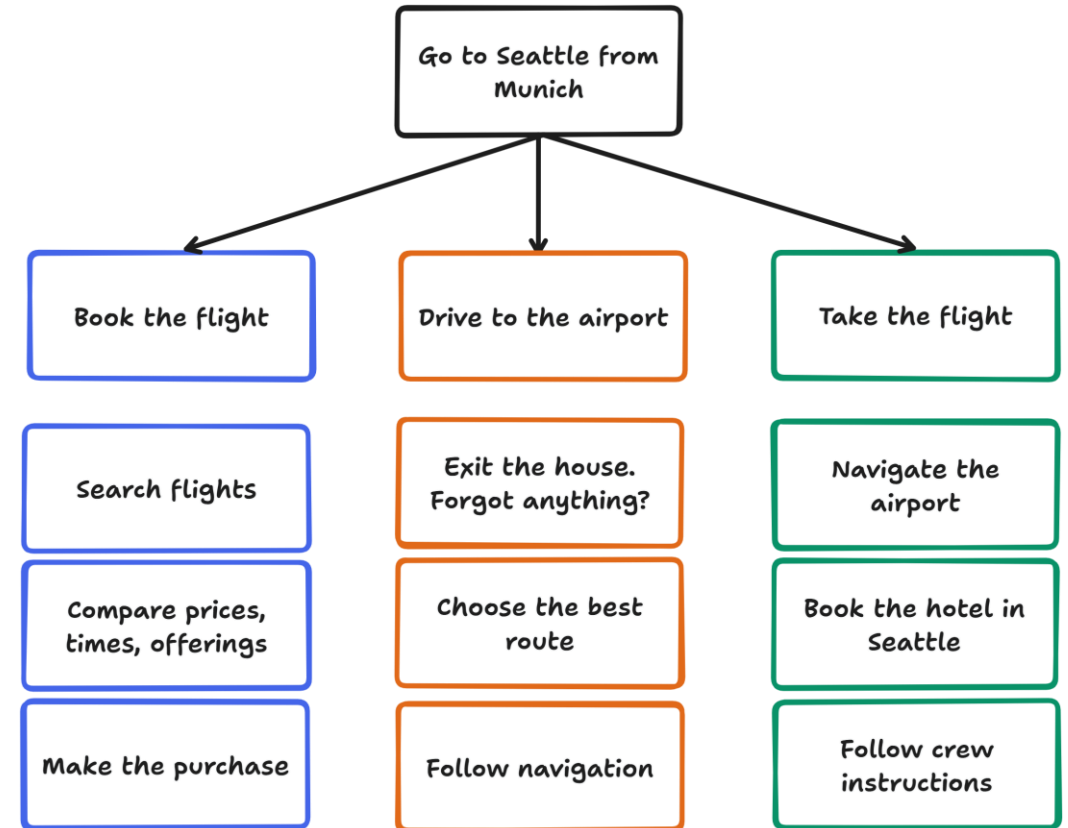 Go to Seattle from
Munich
Book the flight
Drive to the airport
Take the flight
Search flights
Exit the house.
Forgot anything?
Navigate the
airport
Compare prices,
times, offerings
Choose the best
route
Book the hotel in
Seattle
Make the purchase
Follow navigation
Follow crew
instructions